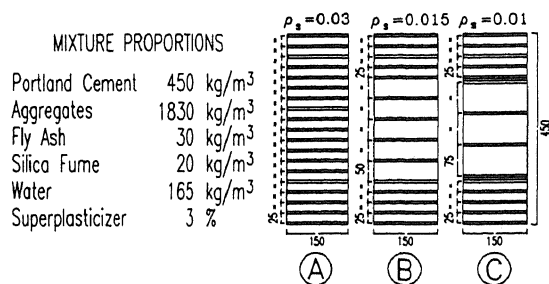 ρs=0.03 ρs=0.015 ρs=0.01
MIXTURE PROPORTIONS
Portland Cement 450 kg/m³
Aggregates 1830 kg/m³
Fly Ash 30 kg/m³
Silica Fume 20 kg/m³
Water 165 kg/m³
Superplasticizer 3 %
25
25
25
50
25
25
75
25
450
150
150
150
A
B
C